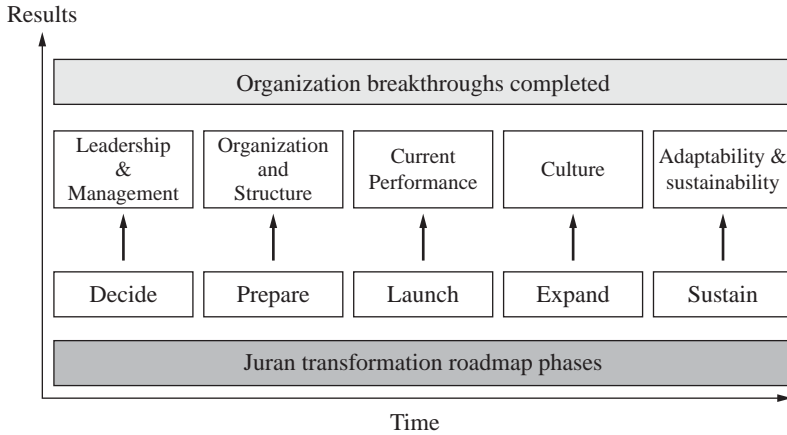 Results
Organization breakthroughs completed
Leadership
&
Management
Organization
and
Structure
Current
Performance
Culture
Adaptability &
sustainability
Decide
Prepare
Launch
Expand
Sustain
Juran transformation roadmap phases
Time